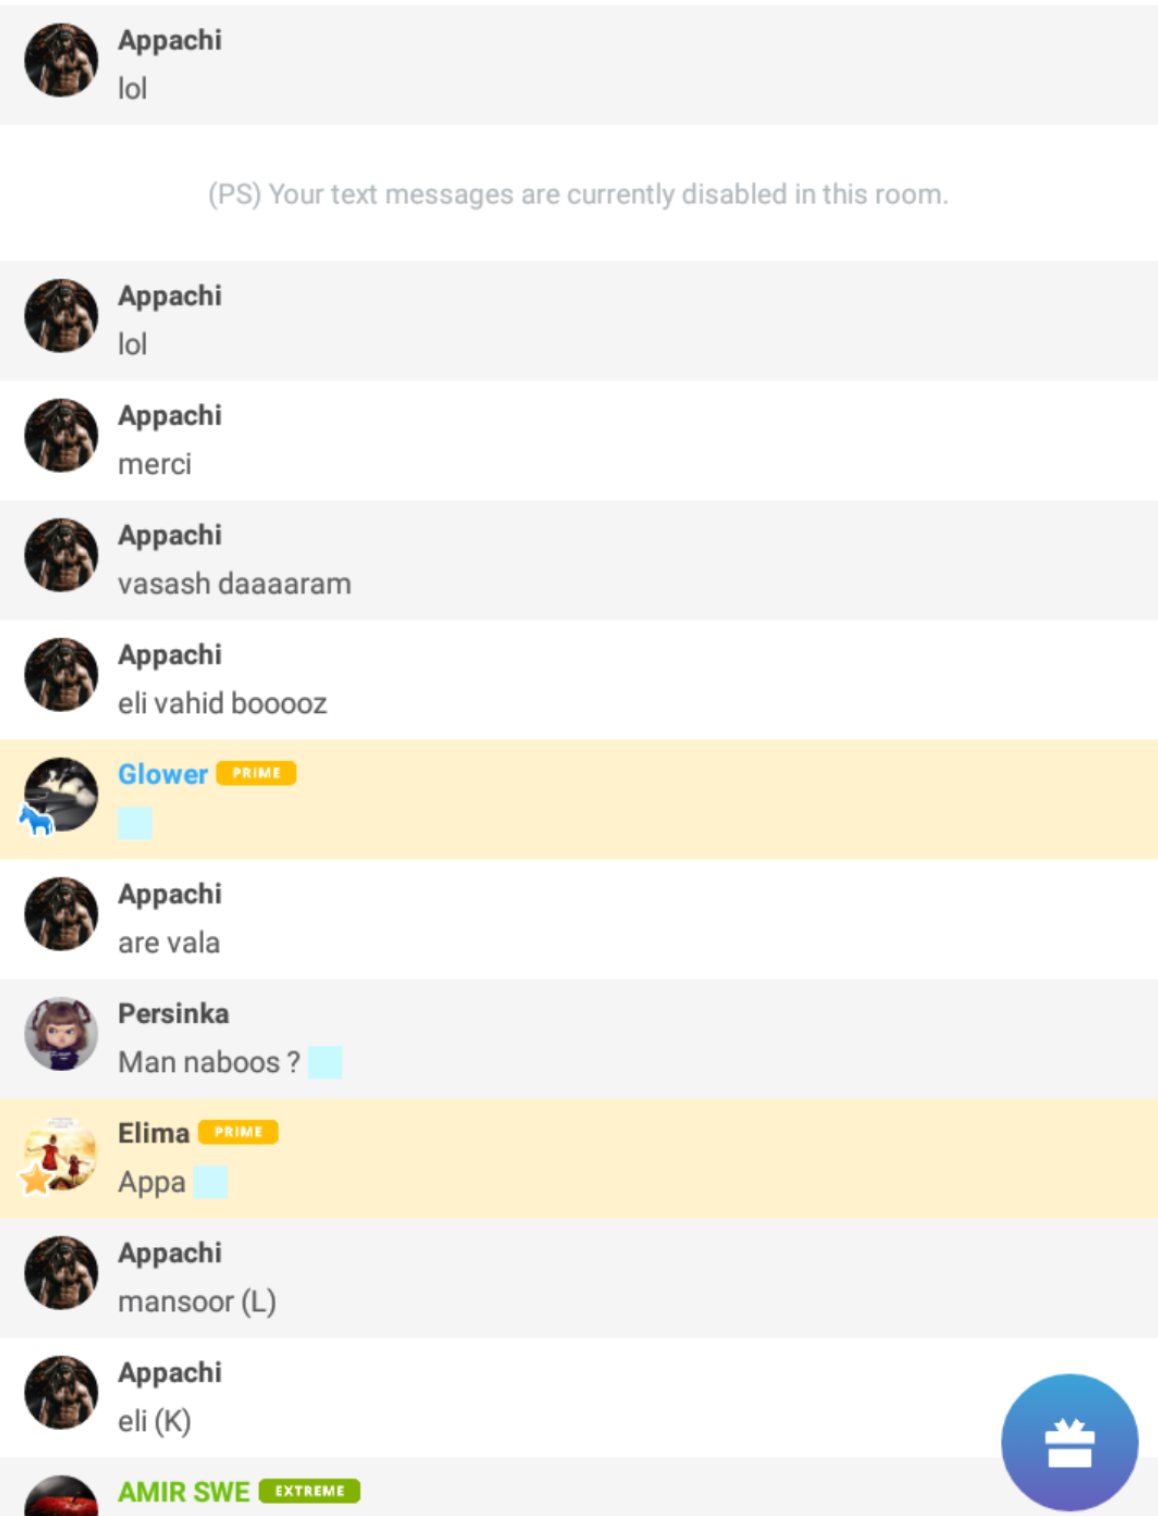 Appachi
lol
(PS) Your text messages are currently disabled in this room.
Appachi
lol
Appachi
merci
Appachi
vasash daaaaram
Appachi
eli vahid booooz
Glower PRIME
Appachi
are vala
Persinka
Man naboos ?
Elima PRIME
Appa
Appachi
mansoor (L)
Appachi
eli (K)
AMIR SWE EXTREME